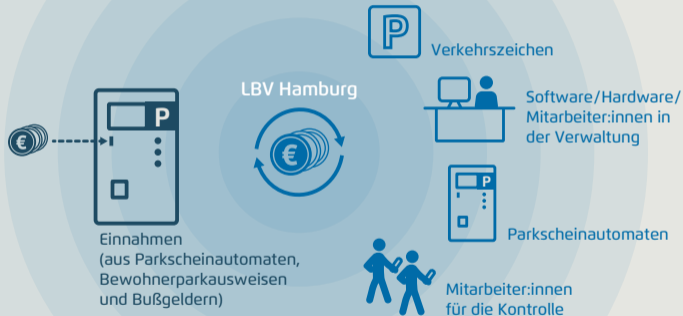 P
Verkehrszeichen
LBV Hamburg
Software/Hardware/
Mitarbeiter:innen in
der Verwaltung
P
€
€
P
Parkscheinautomaten
Einnahmen
(aus Parkscheinautomaten,
Bewohnerparkausweisen
und Bußgeldern)
Mitarbeiter:innen
für die Kontrolle